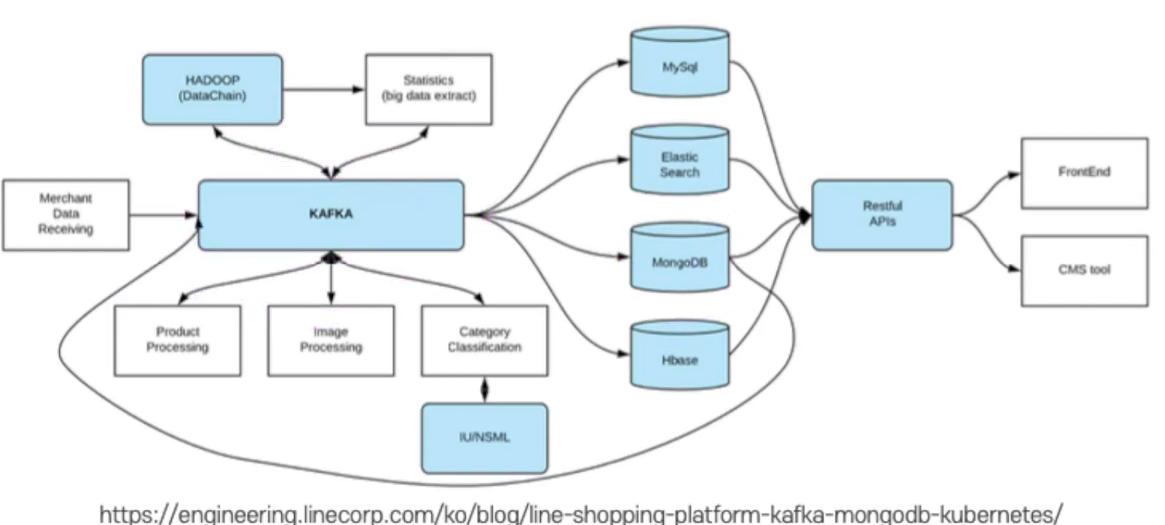 HADOOP
(DataChain)
Statistics
(big data extract)
MySql
Elastic
Search
Merchant
Data
Receiving
KAFKA
Restful
APIs
FrontEnd
MongoDB
CMS tool
Product
Processing
Image
Processing
Category
Classification
Hbase
IU/NSML
https://engineering.linecorp.com/ko/blog/line-shopping-platform-kafka-mongodb-kubernetes/